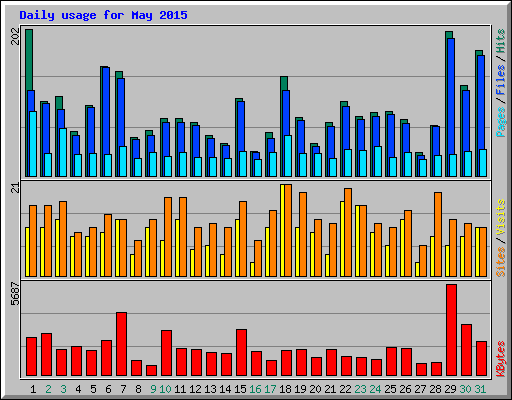 Daily usage for May 2015
202
Pages / Files / Hits
21
Sites / Visits
5687
KBytes
1 2 3 4 5 6 7 8 9 10 11 12 13 14 15 16 17 18 19 20 21 22 23 24 25 26 27 28 29 30 31